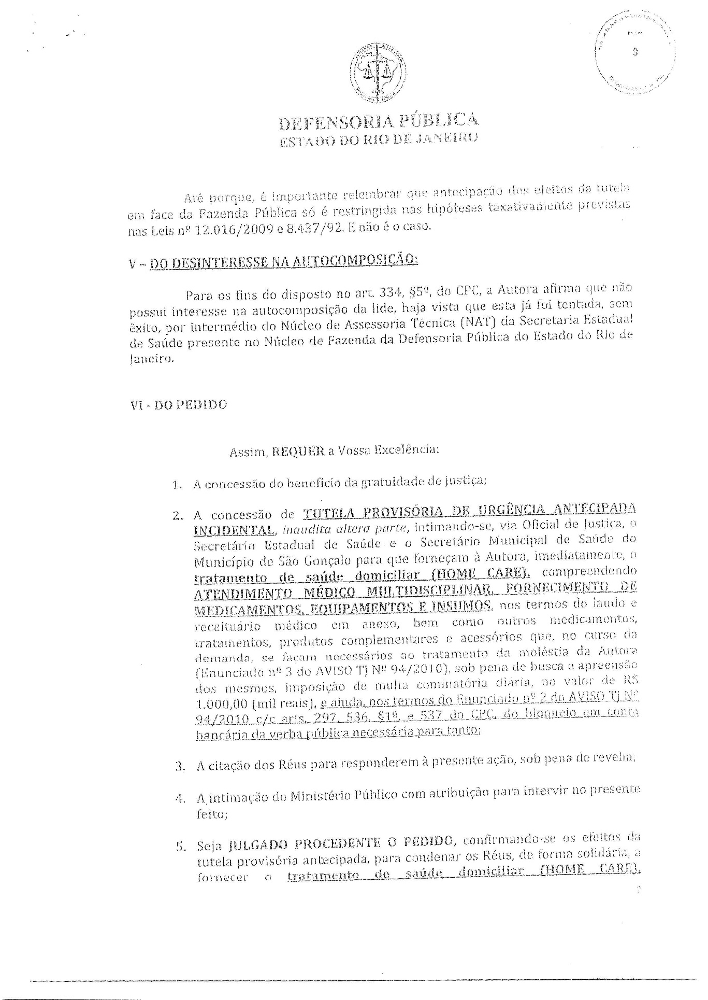 9
DEFENSORIA PÚBLICA
ESTADO DO RIO DE JANEIRO
Até porque, é importante relembrar que antecipação dos efeitos da tutela
em face da Fazenda Pública só é restringida nas hipóteses taxativamente previstas
nas Leis nº 12.016/2009 e 8.437/92. E não é o caso.
V – DO DESINTERESSE NA AUTOCOMPOSIÇÃO:
Para os fins do disposto no art. 334, §5º, do CPC, a Autora afirma que não
possui interesse na autocomposição da lide, haja vista que esta já foi tentada, sem
êxito, por intermédio do Núcleo de Assessoria Técnica (NAT) da Secretaria Estadual
de Saúde presente no Núcleo de Fazenda da Defensoria Pública do Estado do Rio de
Janeiro.
VI - DO PEDIDO
Assim, REQUER a Vossa Excelência:
1. A concessão do benefício da gratuidade de justiça;
2. A concessão de TUTELA PROVISÓRIA DE URGÊNCIA ANTECIPADA
INCIDENTAL, inaudita altera parte, intimando-se, via Oficial de Justiça, o
Secretário Estadual de Saúde e o Secretário Municipal de Saúde do
Município de São Gonçalo para que forneçam à Autora, imediatamente, o
tratamento de saúde domiciliar (HOME CARE), compreendendo
ATENDIMENTO MÉDICO MULTIDISCIPLINAR, FORNECIMENTO DE
MEDICAMENTOS, EQUIPAMENTOS E INSUMOS, nos termos do laudo e
receituário médico em anexo, bem como outros medicamentos,
tratamentos, produtos complementares e acessórios que, no curso da
demanda, se façam necessários ao tratamento da moléstia da Autora
(Enunciado nº 3 do AVISO TJ Nº 94/2010), sob pena de busca e apreensão
dos mesmos, imposição de multa cominatória diária, no valor de R$
1.000,00 (mil reais), e ainda, nos termos do Enunciado nº 2 do AVISO TJ Nº
94/2010 c/c arts. 297, 536, §1º, e 537 do CPC, do bloqueio em conta
bancária da verba pública necessária para tanto;
3. A citação dos Réus para responderem à presente ação, sob pena de revelia;
4. A intimação do Ministério Público com atribuição para intervir no presente
feito;
5. Seja JULGADO PROCEDENTE O PEDIDO, confirmando-se os efeitos da
tutela provisória antecipada, para condenar os Réus, de forma solidária, a
fornecer o tratamento de saúde domiciliar (HOME CARE),
7